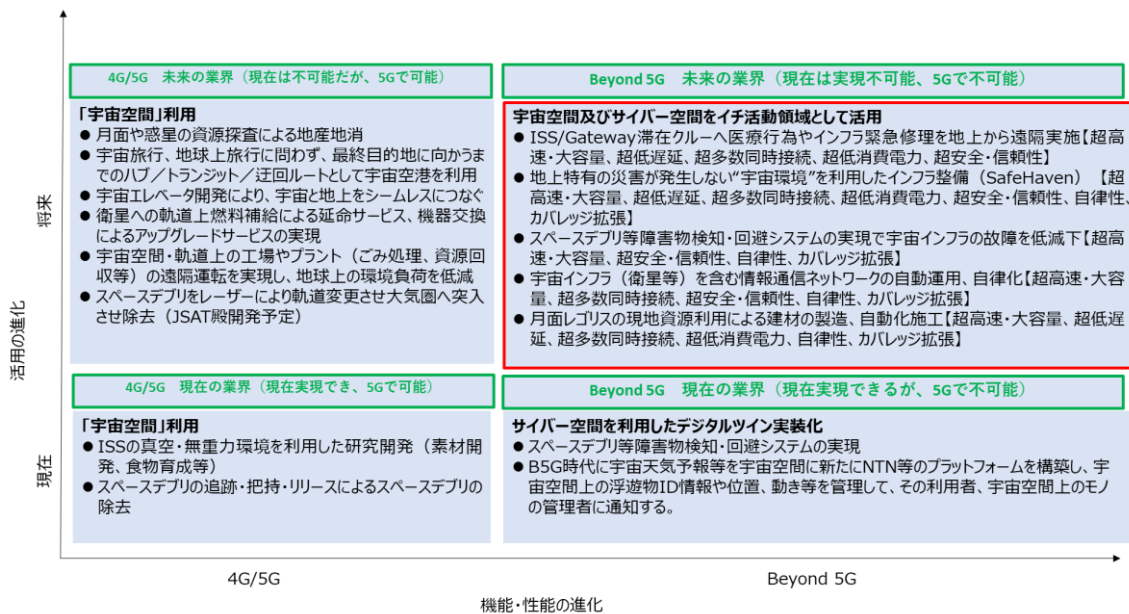 4G/5G 未来の業界（現在は不可能だが、5Gで可能）
「宇宙空間」利用
● 月面や惑星の資源探査による地産地消
● 宇宙旅行、地球上旅行に問わず、最終目的地に向かうま
でのハブ／トランジット／迂回ルートとして宇宙空港を利用
● 宇宙エレベータ開発により、宇宙と地上をシームレスにつなぐ
● 衛星への軌道上燃料補給による延命サービス、機器交換
によるアップグレードサービスの実現
● 宇宙空間・軌道上の工場やプラント（ごみ処理、資源回
収等）の遠隔運転を実現し、地球上の環境負荷を低減
● スペースデブリをレーザーにより軌道変更させ大気圏へ突入
させ除去（JSAT殿開発予定）
Beyond 5G 未来の業界（現在は実現不可能、5Gで不可能）
宇宙空間及びサイバー空間をイチ活動領域として活用
● ISS/Gateway滞在クルーへ医療行為やインフラ緊急修理を地上から遠隔実施【超高
速・大容量、超低遅延、超多数同時接続、超低消費電力、超安全・信頼性】
● 地上特有の災害が発生しない“宇宙環境”を利用したインフラ整備（SafeHaven）【超
高速・大容量、超低遅延、超多数同時接続、超低消費電力、超安全・信頼性、自律性、
カバレッジ拡張】
● スペースデブリ等障害物検知・回避システムの実現で宇宙インフラの故障を低減下【超高
速・大容量、超安全・信頼性、自律性、カバレッジ拡張】
● 宇宙インフラ（衛星等）を含む情報通信ネットワークの自動運用、自律化【超高速・大容
量、超多数同時接続、超安全・信頼性、自律性、カバレッジ拡張】
● 月面レゴリスの現地資源利用による建材の製造、自動化施工【超高速・大容量、超低遅
延、超多数同時接続、超低消費電力、自律性、カバレッジ拡張】
4G/5G 現在の業界（現在実現でき、5Gで可能）
「宇宙空間」利用
● ISSの真空・無重力環境を利用した研究開発（素材開
発、食物育成等）
● スペースデブリの追跡・把持・リリースによるスペースデブリの
除去
Beyond 5G 現在の業界（現在実現できるが、5Gで不可能）
サイバー空間を利用したデジタルツイン実装化
● スペースデブリ等障害物検知・回避システムの実現
● B5G時代に宇宙天気予報等を宇宙空間に新たにNTN等のプラットフォームを構築し、宇
宙空間上の浮遊物ID情報や位置、動き等を管理して、その利用者、宇宙空間上のモノ
の管理者に通知する。
将来
活用の進化
現在
4G/5G
Beyond 5G
機能・性能の進化